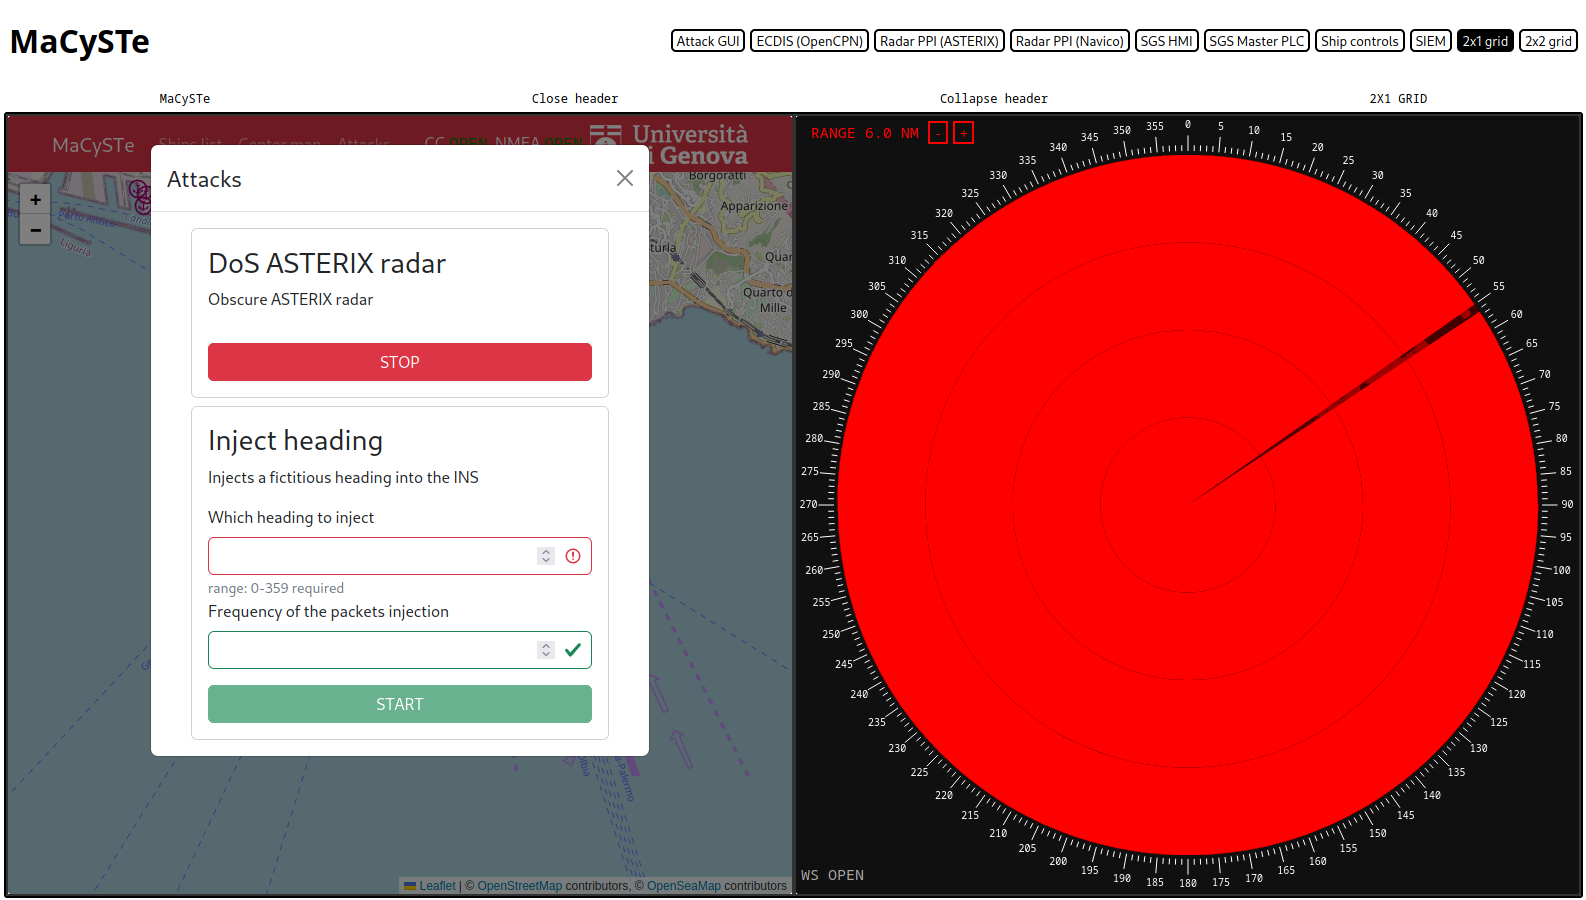 MaCySTe
Attack GUI
ECDIS (OpenCPN)
Radar PPI (ASTERIX)
Radar PPI (Navico)
SGS HMI
SGS Master PLC
Ship controls
SIEM
2x1 grid
2x2 grid
MaCySTe
Close header
Collapse header
2X1 GRID
MaCySTe
Ships list
Center map
Attacks
CC OPEN NMEA OPEN
Università
di Genova
+
−
Porto Antico
Liguria
Borgoratti
Apparizione
Quarto d
Mille
Attacks
DoS ASTERIX radar
Obscure ASTERIX radar
STOP
Inject heading
Injects a fictitious heading into the INS
Which heading to inject
range: 0-359 required
Frequency of the packets injection
START
Leaflet | © OpenStreetMap contributors, © OpenSeaMap contributors
RANGE 6.0 NM
-
+
0
5
10
15
20
25
30
35
40
45
50
55
60
65
70
75
80
85
90
95
100
105
110
115
120
125
130
135
140
145
150
155
160
165
170
175
180
185
190
195
200
205
210
215
220
225
230
235
240
245
250
255
260
265
270
275
280
285
290
295
300
305
310
315
320
325
330
335
340
345
350
355
WS OPEN